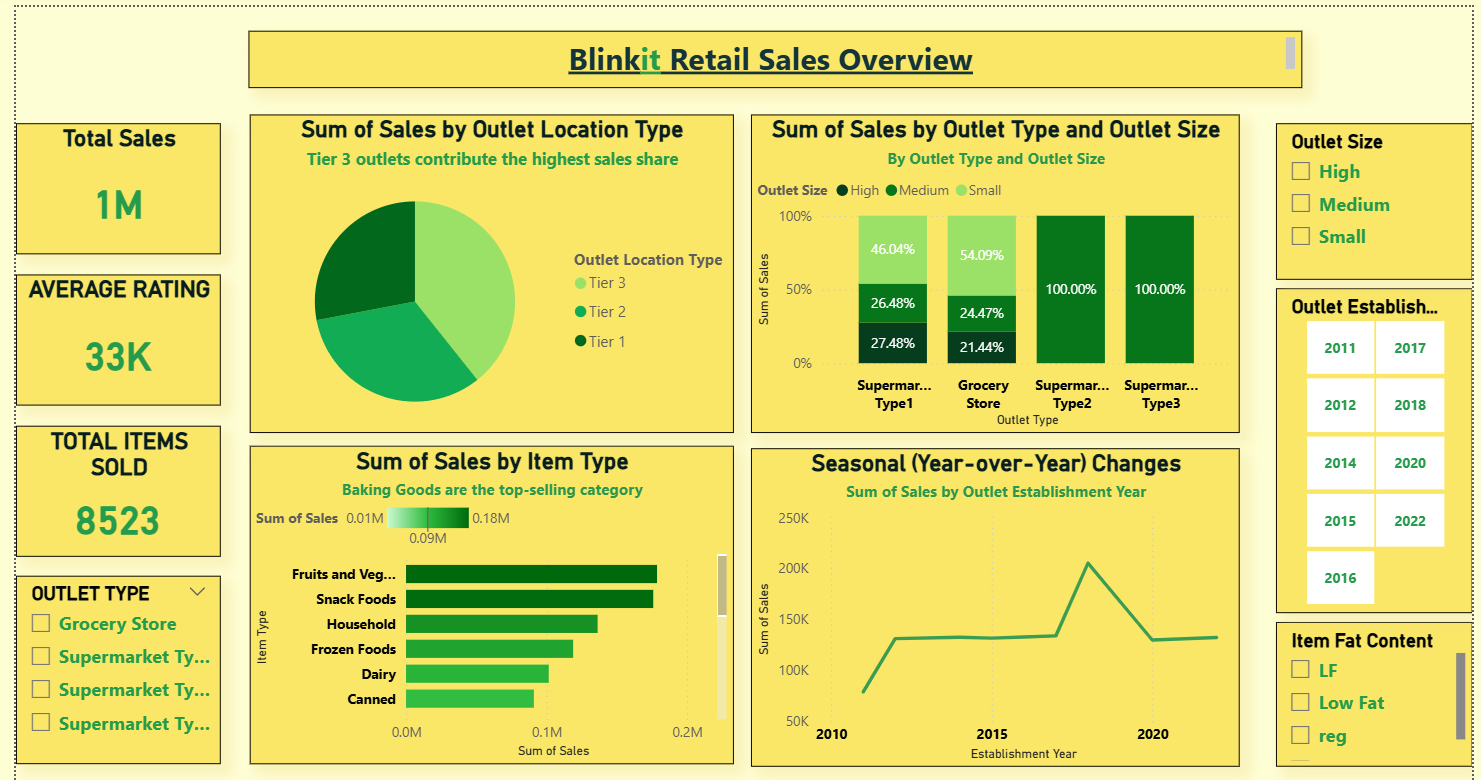 Blinkit Retail Sales Overview
Total Sales
1M
AVERAGE RATING
33K
TOTAL ITEMS
SOLD
8523
OUTLET TYPE
Grocery Store
Supermarket Ty...
Supermarket Ty...
Supermarket Ty...
Sum of Sales by Outlet Location Type
Tier 3 outlets contribute the highest sales share
Outlet Location Type
Tier 3
Tier 2
Tier 1
Sum of Sales by Outlet Type and Outlet Size
By Outlet Type and Outlet Size
Outlet Size High Medium Small
Sum of Sales
100%
50%
0%
46.04%
26.48%
27.48%
54.09%
24.47%
21.44%
100.00%
100.00%
Supermar...
Type1
Grocery
Store
Supermar...
Type2
Supermar...
Type3
Outlet Type
Sum of Sales by Item Type
Baking Goods are the top-selling category
Sum of Sales 0.01M 0.18M
0.09M
Item Type
Fruits and Veg...
Snack Foods
Household
Frozen Foods
Dairy
Canned
0.0M 0.1M 0.2M
Sum of Sales
Seasonal (Year-over-Year) Changes
Sum of Sales by Outlet Establishment Year
Sum of Sales
250K
200K
150K
100K
50K
2010 2015 2020
Establishment Year
Outlet Size
High
Medium
Small
Outlet Establish...
2011 2017
2012 2018
2014 2020
2015 2022
2016
Item Fat Content
LF
Low Fat
reg